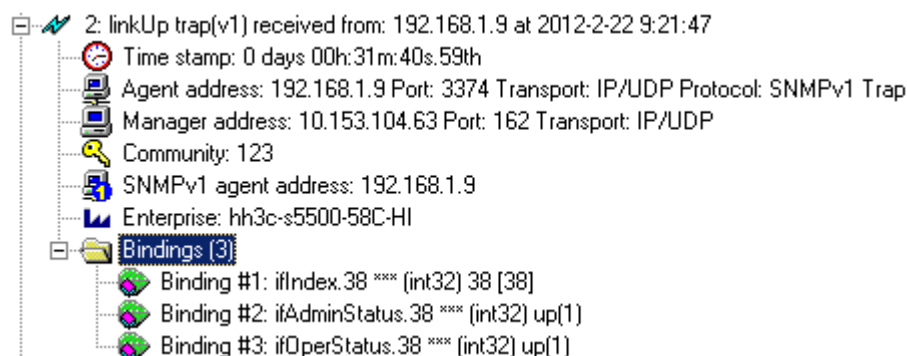 2: linkUp trap(v1) received from: 192.168.1.9 at 2012-2-22 9:21:47
Time stamp: 0 days 00h:31m:40s.59th
Agent address: 192.168.1.9 Port: 3374 Transport: IP/UDP Protocol: SNMPv1 Trap
Manager address: 10.153.104.63 Port: 162 Transport: IP/UDP
Community: 123
SNMPv1 agent address: 192.168.1.9
Enterprise: hh3c-s5500-58C-HI
Bindings (3)
Binding #1: ifIndex.38 *** (int32) 38 [38]
Binding #2: ifAdminStatus.38 *** (int32) up(1)
Binding #3: ifOperStatus.38 *** (int32) up(1)